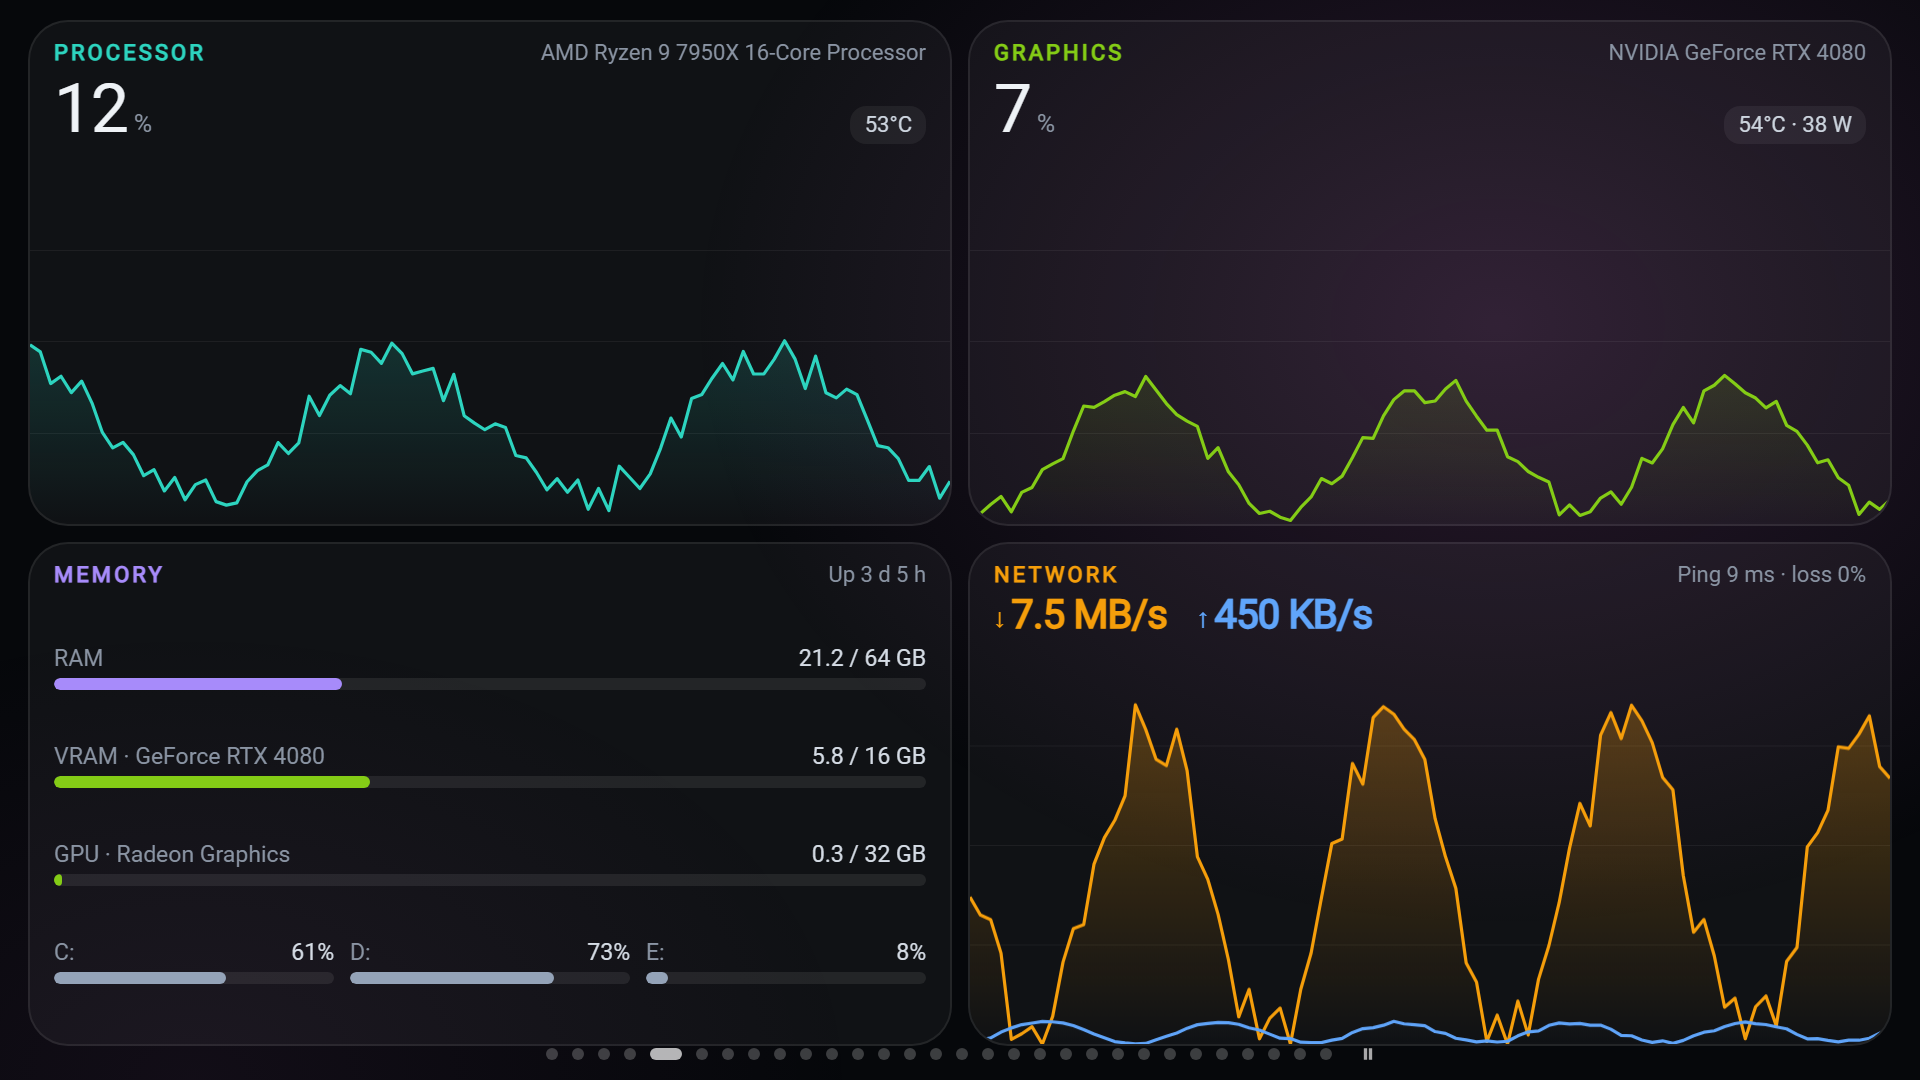 PROCESSOR
AMD Ryzen 9 7950X 16-Core Processor
12 %
53°C
GRAPHICS
NVIDIA GeForce RTX 4080
7 %
54°C · 38 W
MEMORY
Up 3 d 5 h
RAM
21.2 / 64 GB
VRAM · GeForce RTX 4080
5.8 / 16 GB
GPU · Radeon Graphics
0.3 / 32 GB
C: 61% D: 73% E: 8%
NETWORK
Ping 9 ms · loss 0%
↓ 7.5 MB/s ↑ 450 KB/s